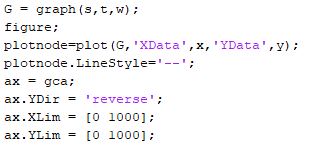 G = graph(s,t,w);
figure;
plotnode=plot(G,'XData',x,'YData',y);
plotnode.LineStyle='--';
ax = gca;
ax.YDir = 'reverse';
ax.XLim = [0 1000];
ax.YLim = [0 1000];